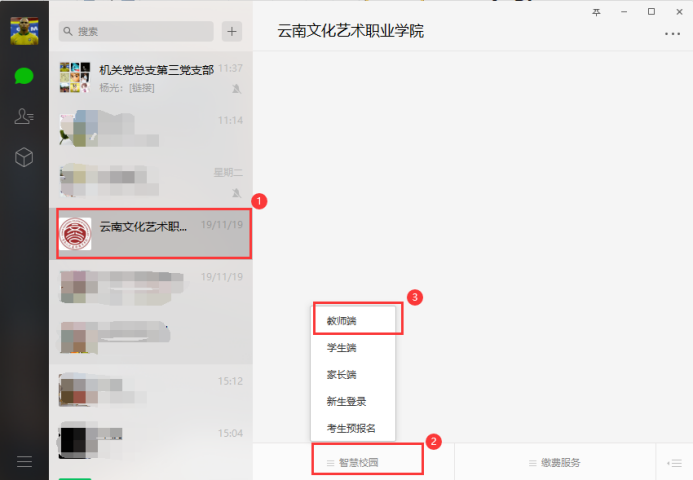 搜索
云南文化艺术职业学院
机关党总支第三党支部
11:37
杨光: [链接]
11:14
星期二
1
云南文化艺术职...
19/11/19
19/11/19
3
教师端
学生端
家长端
新生登录
考生预报名
15:12
15:04
2
智慧校园
缴费服务